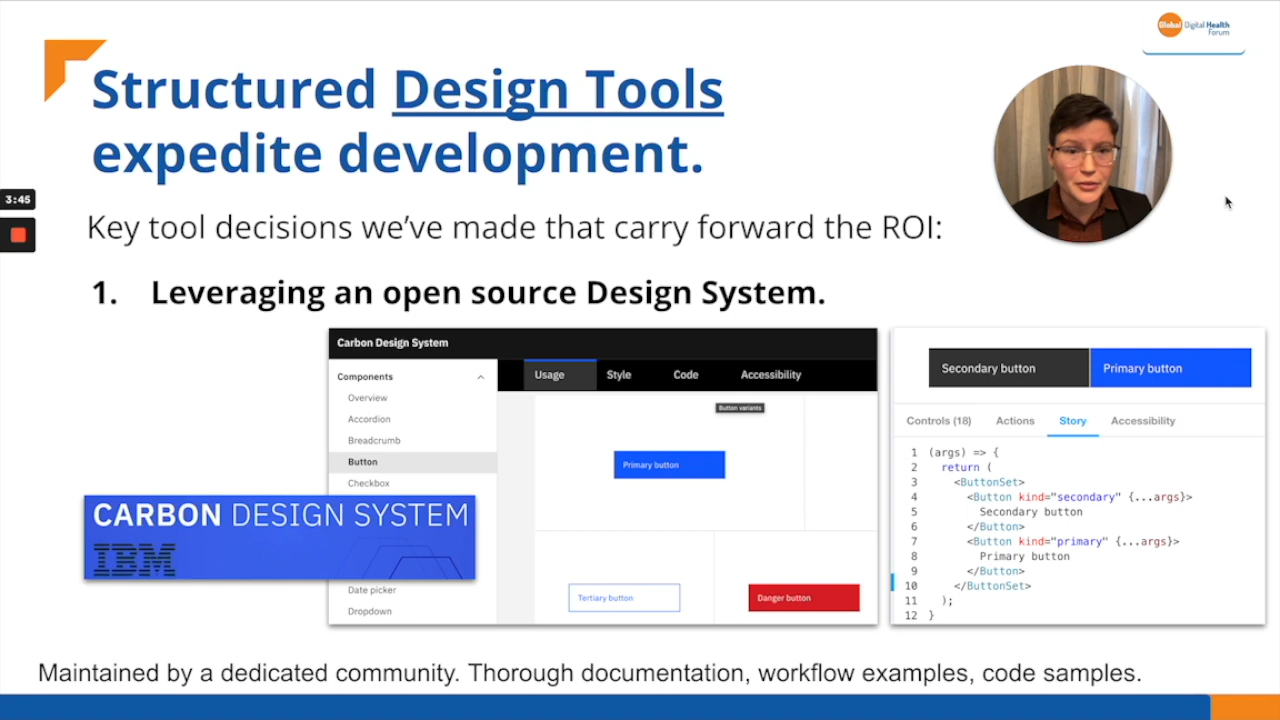 Global Digital Health
Forum
Structured Design Tools
expedite development.
3:45
Key tool decisions we’ve made that carry forward the ROI:
1. Leveraging an open source Design System.
Carbon Design System
Components
Overview
Accordion
Breadcrumb
Button
Checkbox
Date picker
Dropdown
Usage Style Code Accessibility
Button variants
Primary button
Tertiary button
Danger button
CARBON DESIGN SYSTEM
IBM
Secondary button
Primary button
Controls (18) Actions Story Accessibility
1 (args) => {
2 return (
3 <ButtonSet>
4 <Button kind="secondary" {...args}>
5 Secondary button
6 </Button>
7 <Button kind="primary" {...args}>
8 Primary button
9 </Button>
10 </ButtonSet>
11 );
12 }
Maintained by a dedicated community. Thorough documentation, workflow examples, code samples.